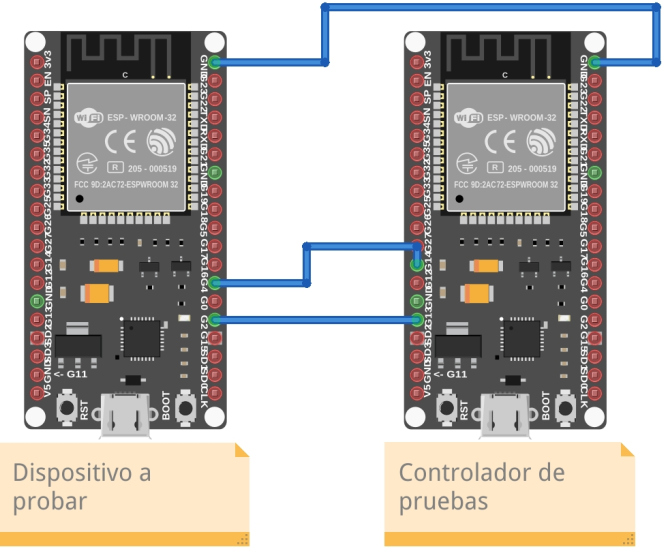 3v3
EN
SP
SN
G34
G35
G32
G33
G25
G26
G27
G14
G12
GND
G13
SD2
SD3
V5
GND
G23
G22
TXD
RXD
G21
GND
G19
G18
G5
G17
G16
G4
G0
G2
G15
SD1
SD0
CLK
C
WiFi ESP-WROOM-32
CE
R 205-000519
FCC 9D:2AC72-ESPWROOM 32
<- G11
RST
BOOT
3v3
EN
SP
SN
G34
G35
G32
G33
G25
G26
G27
G14
G12
GND
G13
SD2
SD3
V5
GND
G23
G22
TXD
RXD
G21
GND
G19
G18
G5
G17
G16
G4
G0
G2
G15
SD1
SD0
CLK
C
WiFi ESP-WROOM-32
CE
R 205-000519
FCC 9D:2AC72-ESPWROOM 32
<- G11
RST
BOOT
Dispositivo a
probar
Controlador de
pruebas